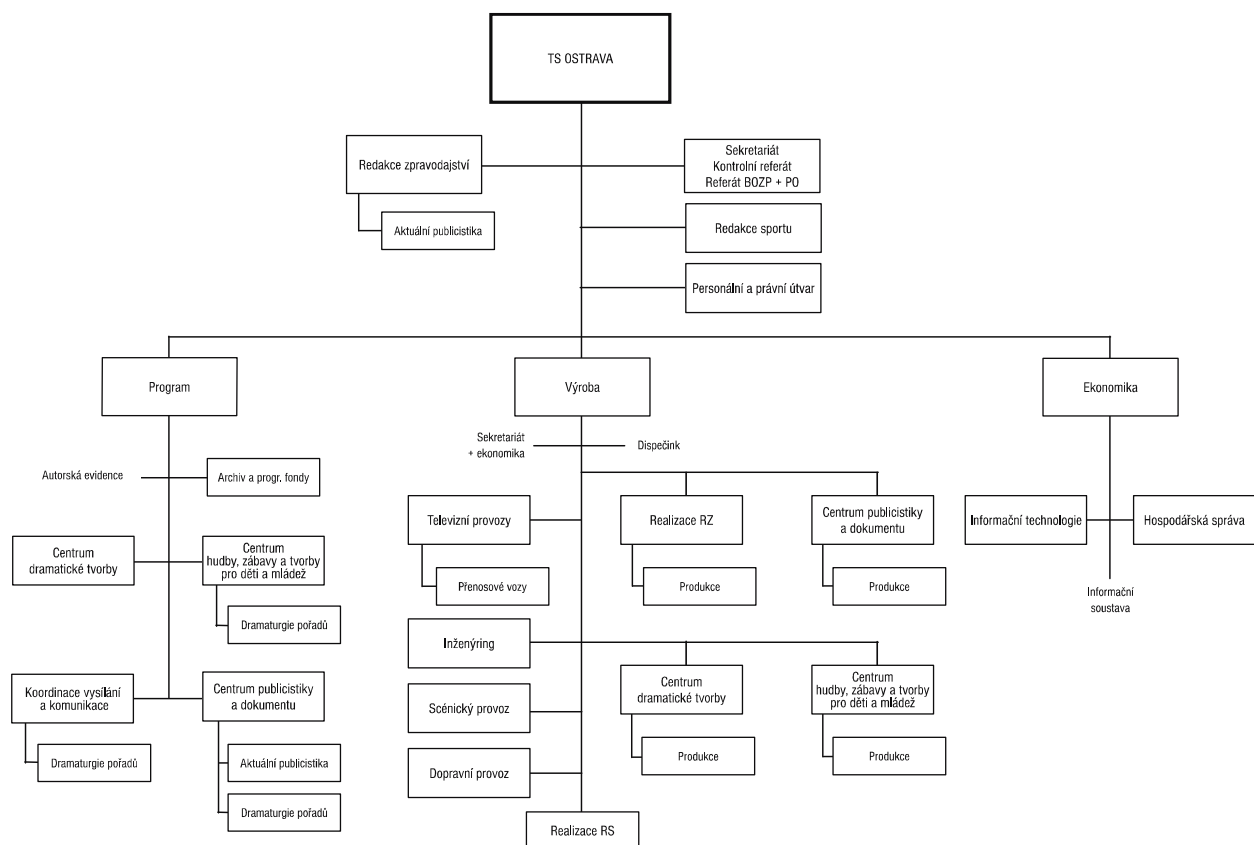 TS OSTRAVA
Redakce zpravodajství
Sekretariát
Kontrolní referát
Referát BOZP + PO
Aktuální publicistika
Redakce sportu
Personální a právní útvar
Program
Výroba
Ekonomika
Sekretariát
+ ekonomika
Dispečink
Autorská evidence
Archiv a progr. fondy
Televizní provozy
Realizace RZ
Centrum publicistiky
a dokumentu
Informační technologie
Hospodářská správa
Centrum
dramatické tvorby
Centrum
hudby, zábavy a tvorby
pro děti a mládež
Přenosové vozy
Produkce
Produkce
Informační
soustava
Dramaturgie pořadů
Inženýring
Koordinace vysílání
a komunikace
Centrum publicistiky
a dokumentu
Scénický provoz
Centrum
dramatické tvorby
Centrum
hudby, zábavy a tvorby
pro děti a mládež
Dramaturgie pořadů
Aktuální publicistika
Dopravní provoz
Produkce
Produkce
Dramaturgie pořadů
Realizace RS